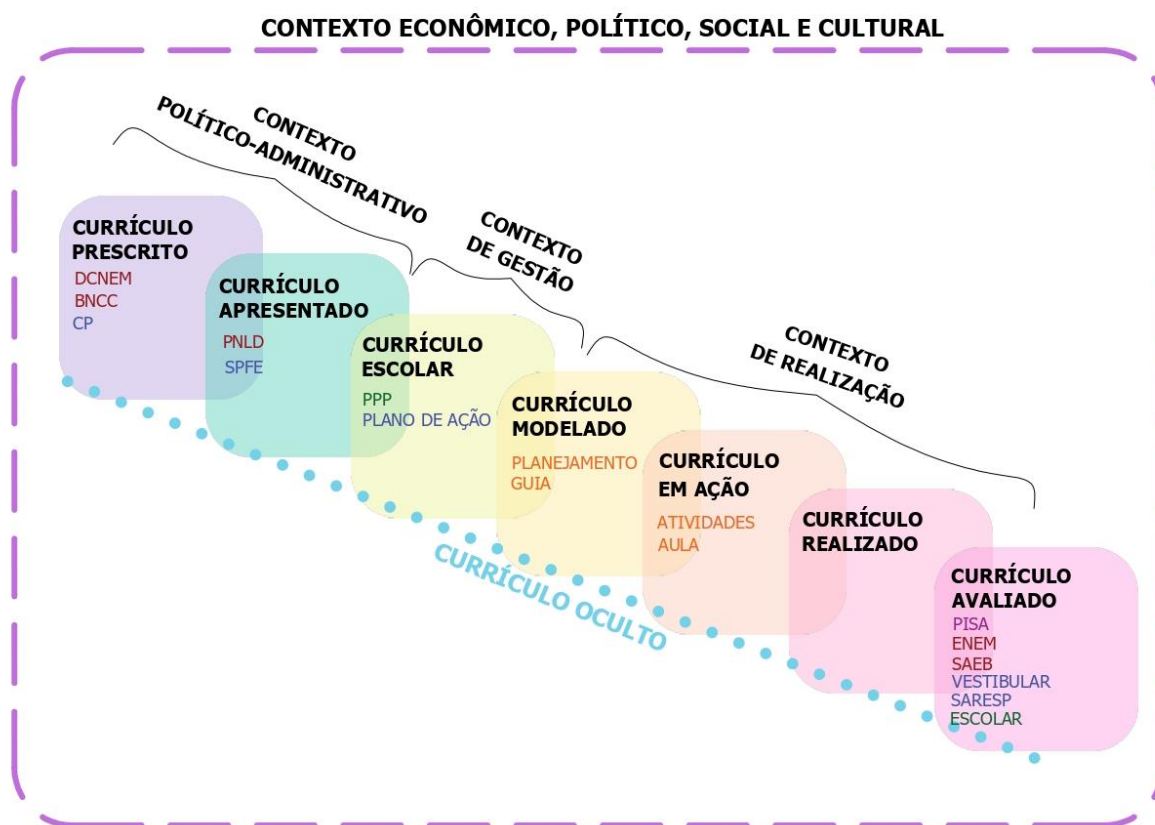 CONTEXTO ECONÔMICO, POLÍTICO, SOCIAL E CULTURAL
CONTEXTO
POLÍTICO-ADMINISTRATIVO
CONTEXTO
DE GESTÃO
CONTEXTO
DE REALIZAÇÃO
CURRÍCULO
PRESCRITO
DCNEM
BNCC
CP
CURRÍCULO
APRESENTADO
PNLD
SPFE
CURRÍCULO
ESCOLAR
PPP
PLANO DE AÇÃO
CURRÍCULO
MODELADO
PLANEJAMENTO
GUIA
CURRÍCULO
EM AÇÃO
ATIVIDADES
AULA
CURRÍCULO
REALIZADO
CURRÍCULO
AVALIADO
PISA
ENEM
SAEB
VESTIBULAR
SARESP
ESCOLAR
CURRÍCULO OCULTO